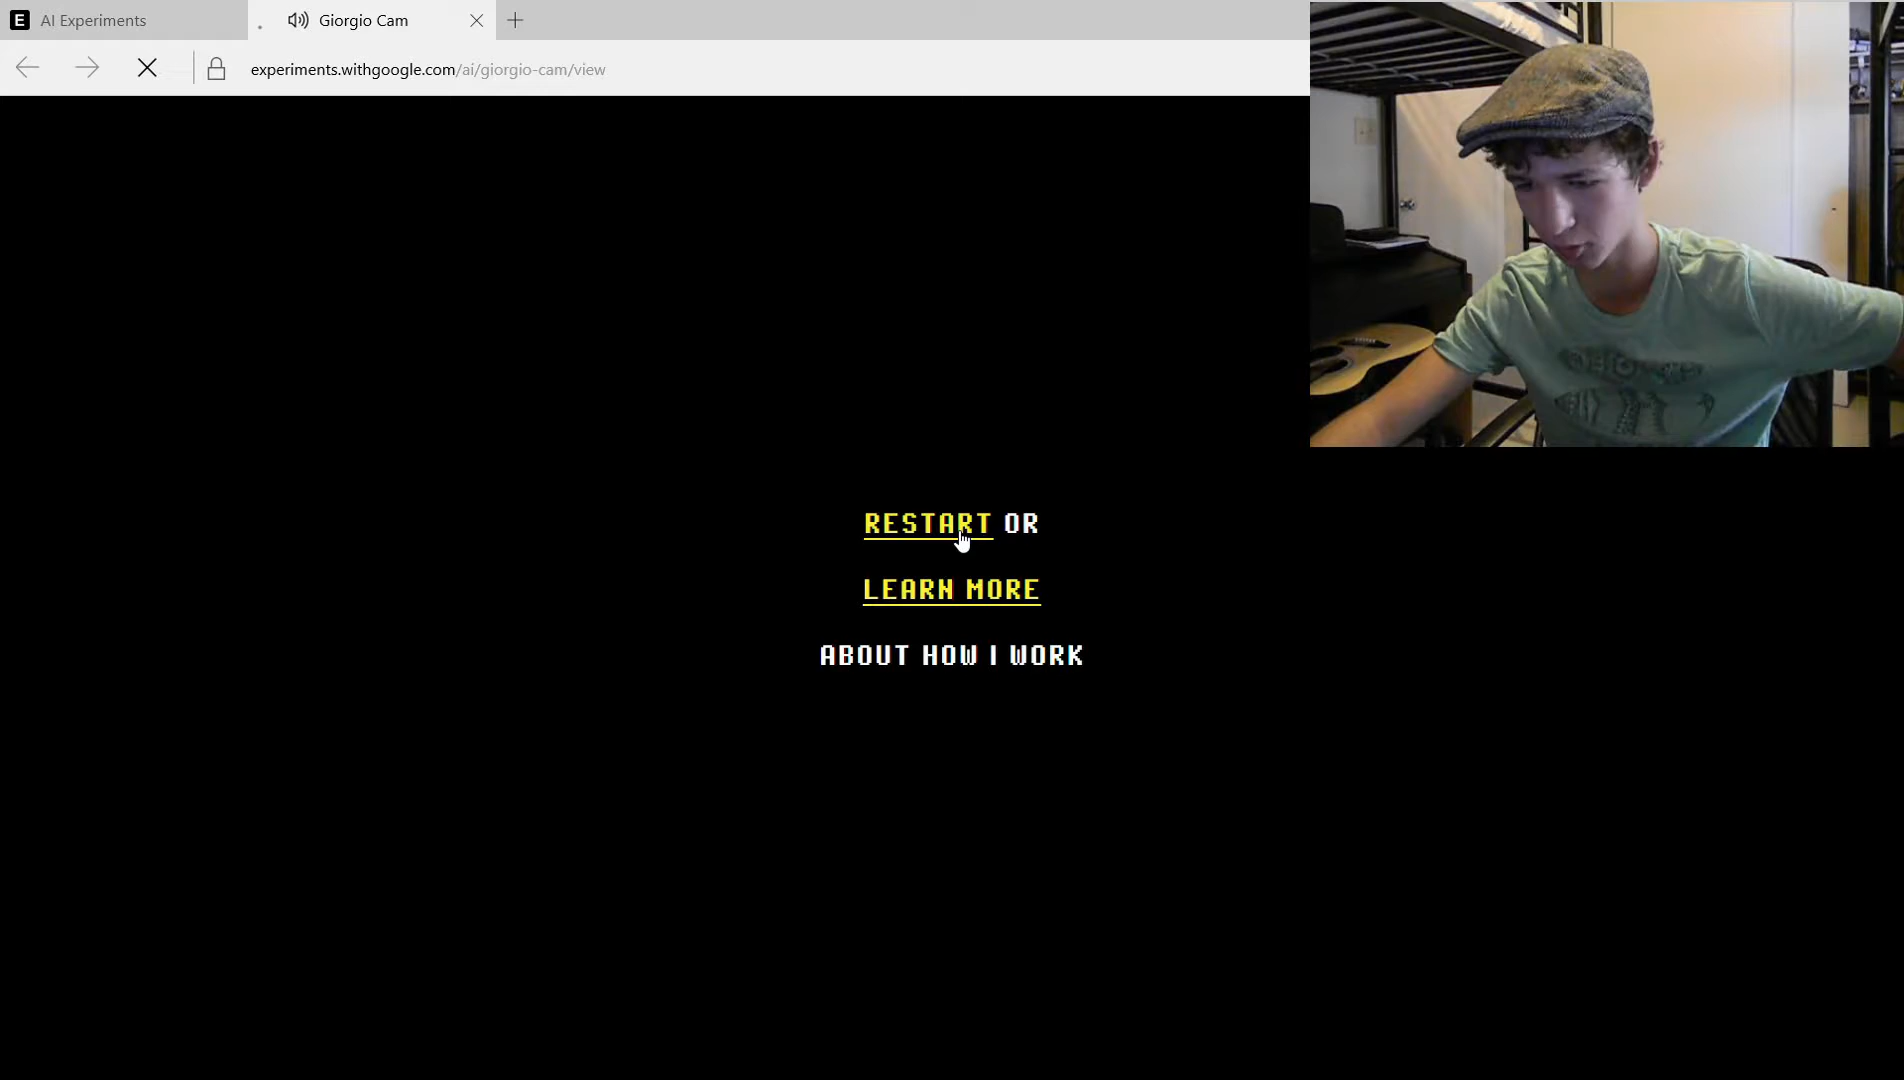 E AI Experiments
Giorgio Cam
experiments.withgoogle.com/ai/giorgio-cam/view
RESTART OR
LEARN MORE
ABOUT HOW I WORK